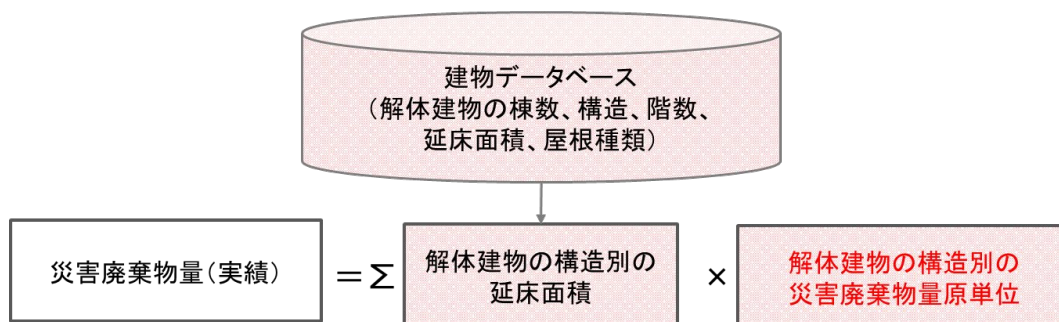 建物データベース
(解体建物の棟数、構造、階数、
延床面積、屋根種類)
災害廃棄物量(実績)
=Σ
解体建物の構造別の
延床面積
×
解体建物の構造別の
災害廃棄物量原単位